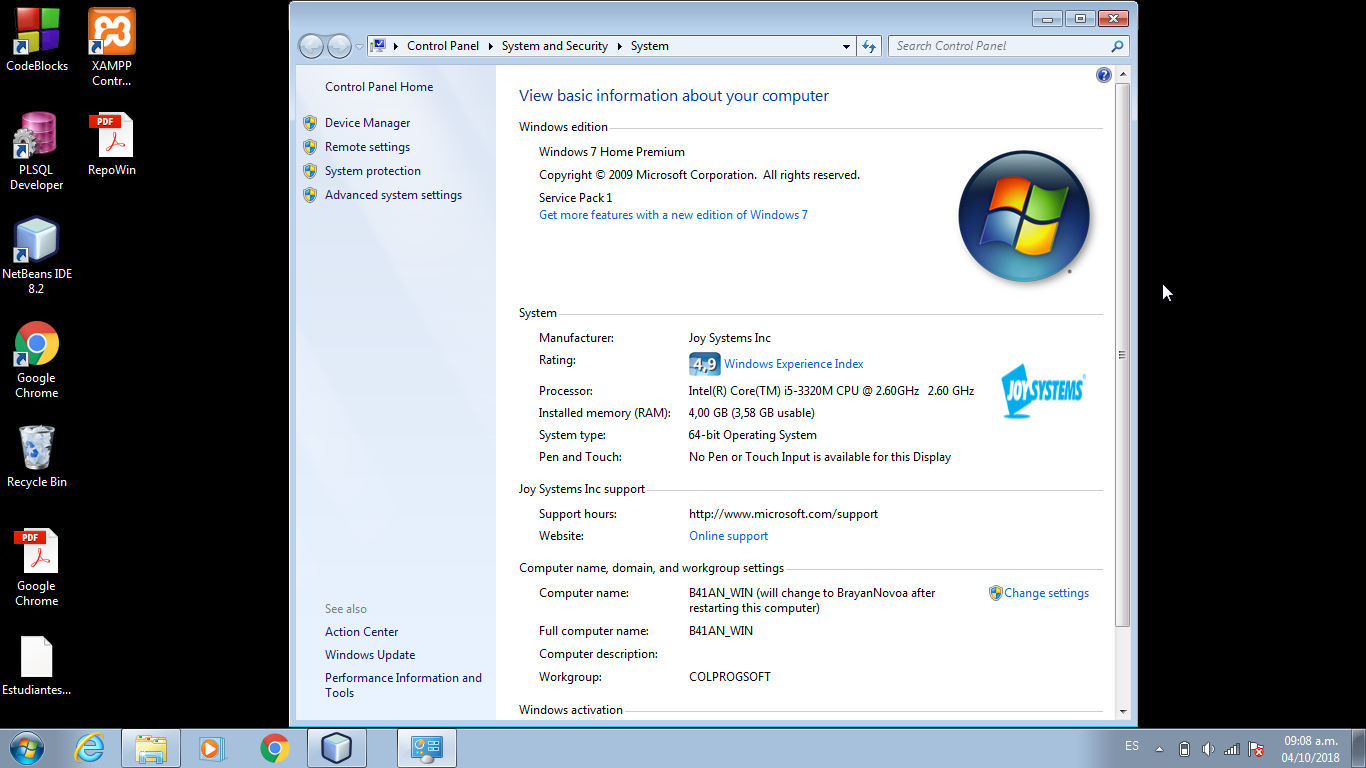 CodeBlocks
XAMPP
Contr...
PLSQL
Developer
PDF
RepoWin
NetBeans IDE
8.2
Google
Chrome
Recycle Bin
PDF
Google
Chrome
Estudiantes...
Control Panel
System and Security
System
Search Control Panel
Control Panel Home
Device Manager
Remote settings
System protection
Advanced system settings
See also
Action Center
Windows Update
Performance Information and
Tools
View basic information about your computer
Windows edition
Windows 7 Home Premium
Copyright © 2009 Microsoft Corporation.  All rights reserved.
Service Pack 1
Get more features with a new edition of Windows 7
System
Manufacturer: Joy Systems Inc
Rating: 4,9 Windows Experience Index
Processor: Intel(R) Core(TM) i5-3320M CPU @ 2.60GHz   2.60 GHz
Installed memory (RAM): 4,00 GB (3,58 GB usable)
System type: 64-bit Operating System
Pen and Touch: No Pen or Touch Input is available for this Display
JOYSYSTEMS
Joy Systems Inc support
Support hours: http://www.microsoft.com/support
Website: Online support
Computer name, domain, and workgroup settings
Computer name: B41AN_WIN (will change to BrayanNovoa after
restarting this computer)
Change settings
Full computer name: B41AN_WIN
Computer description:
Workgroup: COLPROGSOFT
Windows activation
ES
09:08 a.m.
04/10/2018